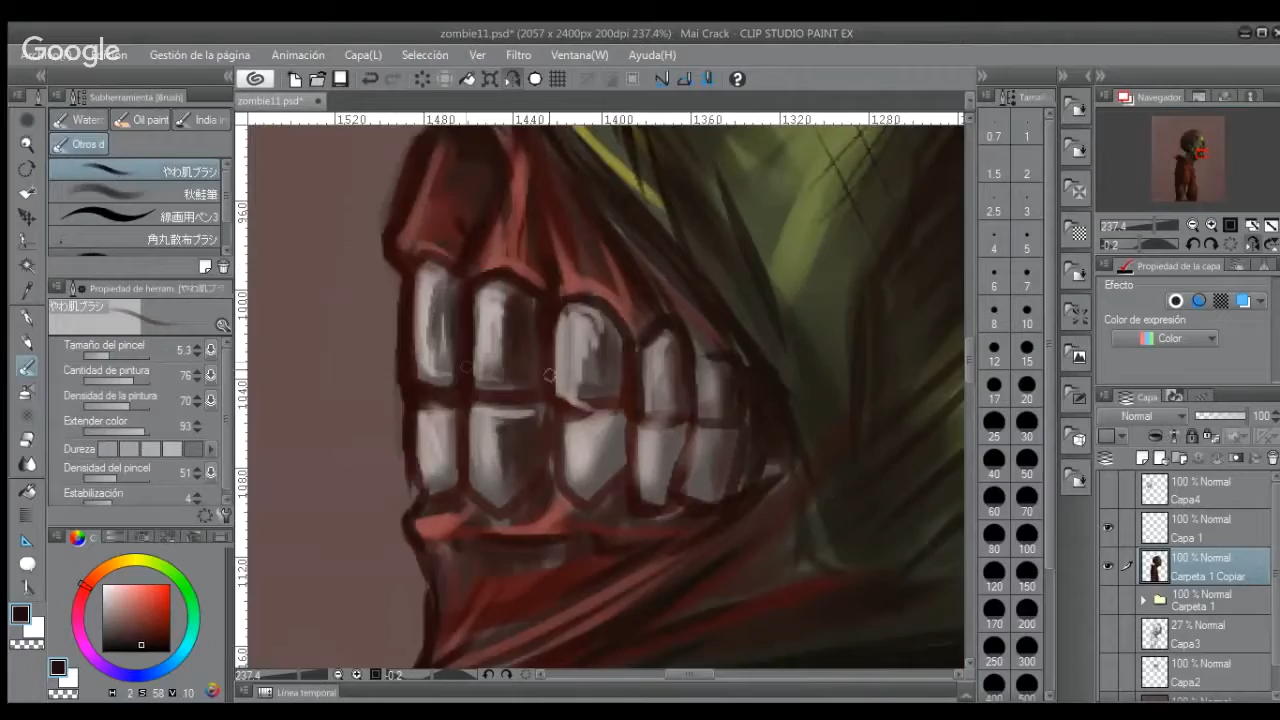 zombie11.psd* (2057 x 2400px 200dpi 237.4%) - Mai Crack - CLIP STUDIO PAINT EX
Google
Gestión de la página Animación Capa(L) Selección Ver Filtro Ventana(W) Ayuda(H)
Subherramienta [Brush]
zombie11.psd*
Navegador
Oil paint India in
Otros d
1520 1480 1440 1400 1360 1320 1280
やわ肌ブラシ
秋鮭筆
線画用ペン3
角丸散布ブラシ
Propiedad de herram. [やわ肌ブラシ
やわ肌ブラシ
Tamaño del pincel 5.3
Cantidad de pintura 76
Densidad de la pintura 70
Extender color 93
Dureza
Densidad del pincel 51
Estabilización 4
H 2 S 58 V 10
960
1000
1040
1080
1120
237.4 -0.2
Línea temporal
0.7 1
1.5 2
2.5 3
4 5
6 7
8 10
12 15
17 20
25 30
40 50
60 70
80 100
120 150
170 200
250 300
400 500
237.4
-0.2
Propiedad de la capa
Efecto
Color de expresión
Color
Capa
Normal 100
100 % Normal
Capa4
100 % Normal
Capa 1
100 % Normal
Carpeta 1 Copiar
100 % Normal
Carpeta 1
27 % Normal
Capa3
100 % Normal
Capa2
100 % Normal